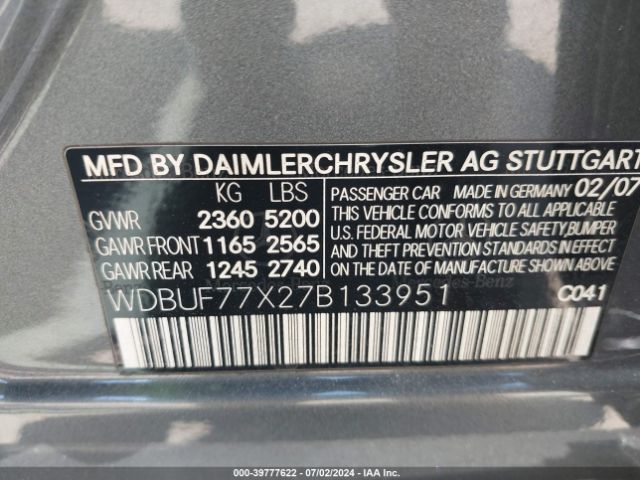 MFD BY DAIMLERCHRYSLER AG STUTTGART
KG LBS
GVWR 2360 5200
GAWR FRONT 1165 2565
GAWR REAR 1245 2740
PASSENGER CAR MADE IN GERMANY 02/07
THIS VEHICLE CONFORMS TO ALL APPLICABLE
U.S. FEDERAL MOTOR VEHICLE SAFETY,BUMPER
AND THEFT PREVENTION STANDARDS IN EFFECT
ON THE DATE OF MANUFACTURE SHOWN ABOVE.
WDBUF77X27B133951 C041
000-39777622 | 07/02/2024 | IAA Inc.